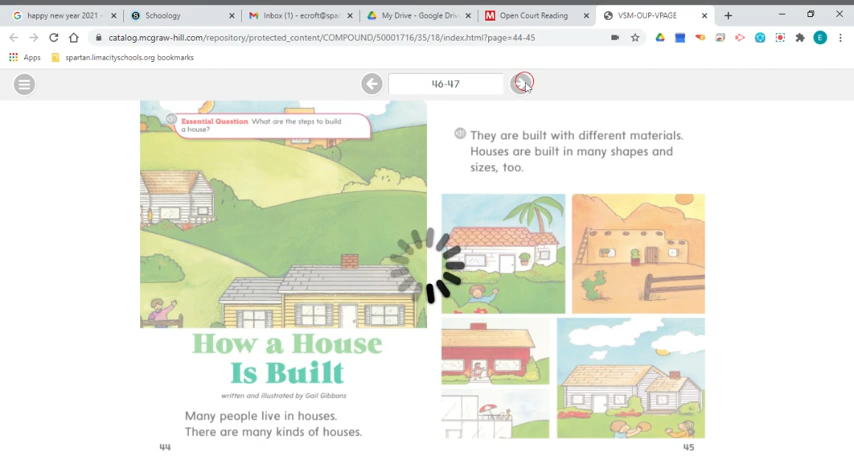 happy new year 2021 -
Schoology
Inbox (1) - ecroft@spar
My Drive - Google Driv
Open Court Reading
VSM-OUP-VPAGE
catalog.mcgraw-hill.com/repository/protected_content/COMPOUND/50001716/35/18/index.html?page=44-45
E
Apps
spartan.limacityschools.org bookmarks
46-47
Essential Question What are the steps to build
a house?
They are built with different materials.
Houses are built in many shapes and
sizes, too.
How a House
Is Built
written and illustrated by Gail Gibbons
Many people live in houses.
There are many kinds of houses.
44
45